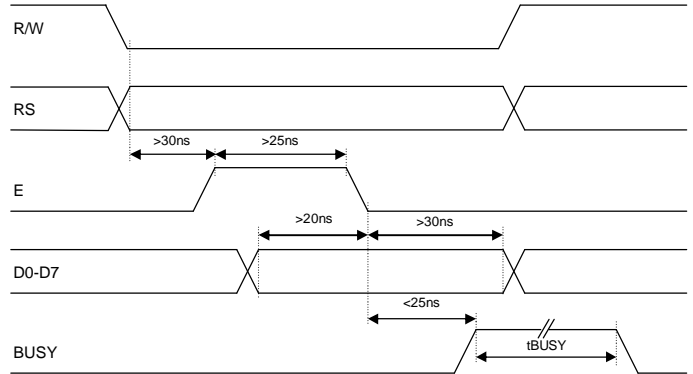 R/W
RS
>30ns
>25ns
E
>20ns
>30ns
D0-D7
<25ns
BUSY
tBUSY